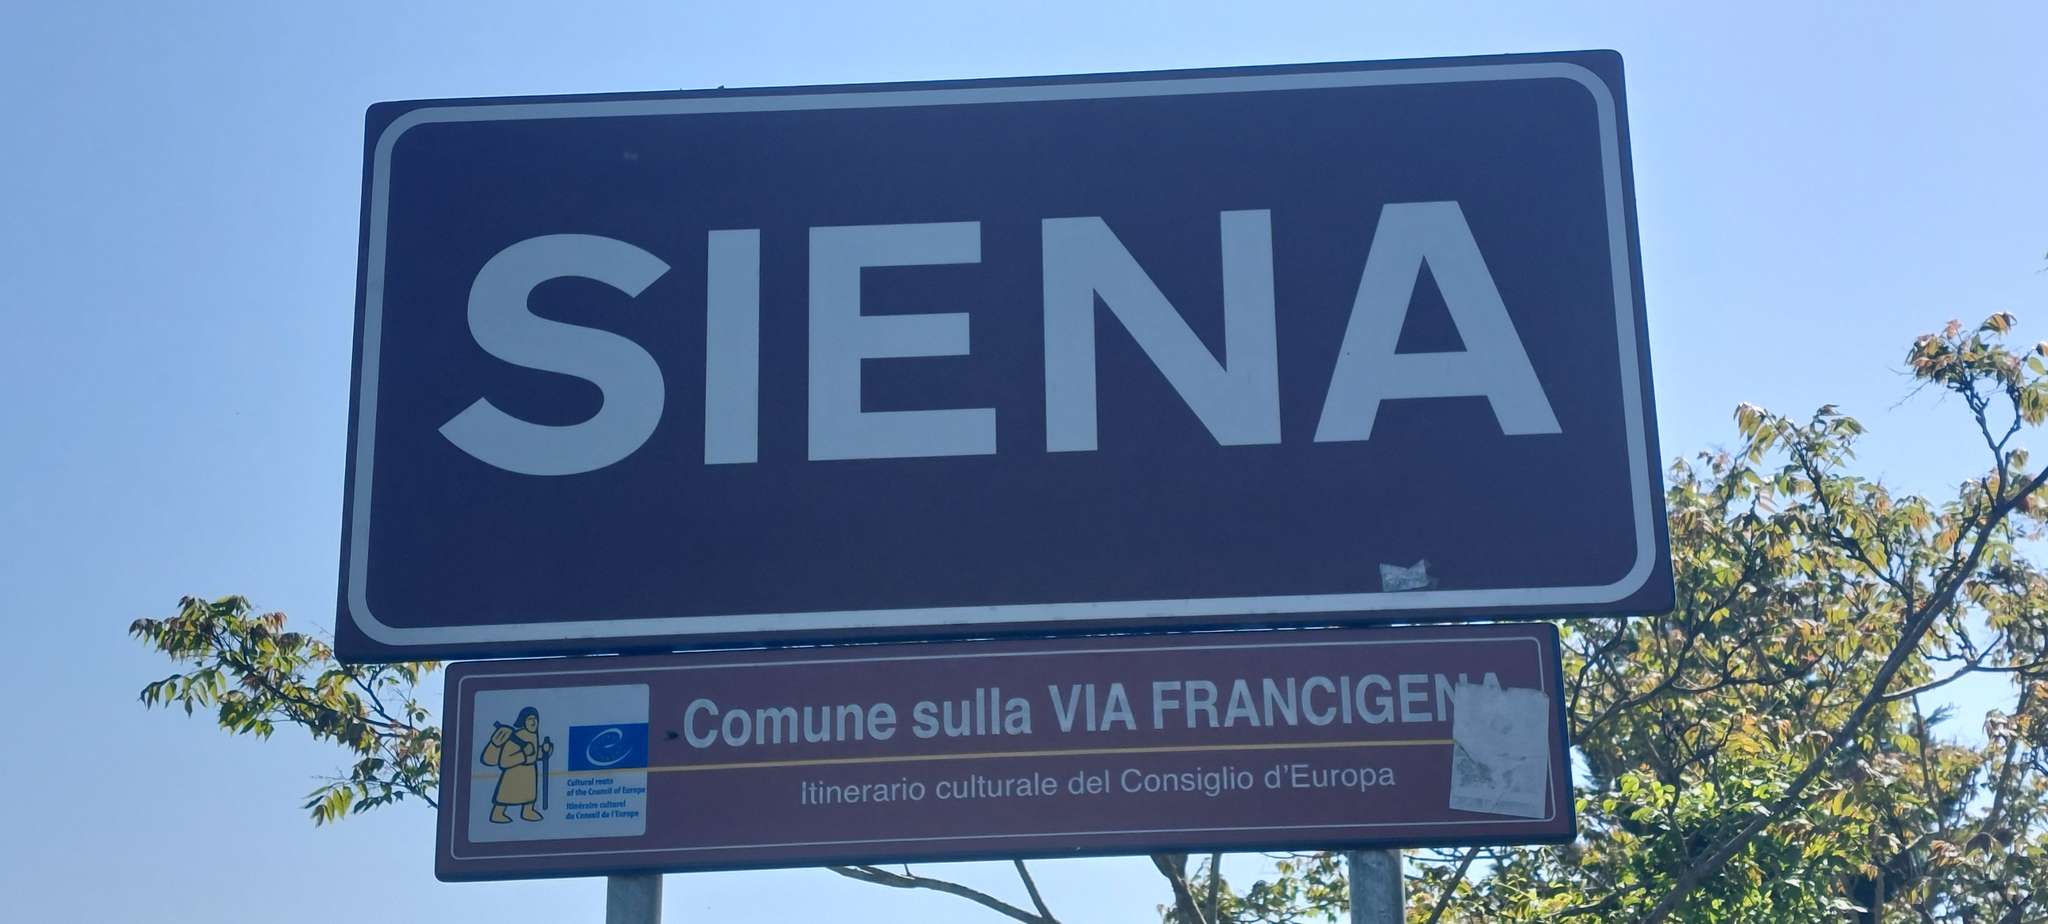 SIENA
Comune sulla VIA FRANCIGENA
Itinerario culturale del Consiglio d'Europa
Cultural route
of the Council of Europe
Itinéraire culturel
du Conseil de l'Europe